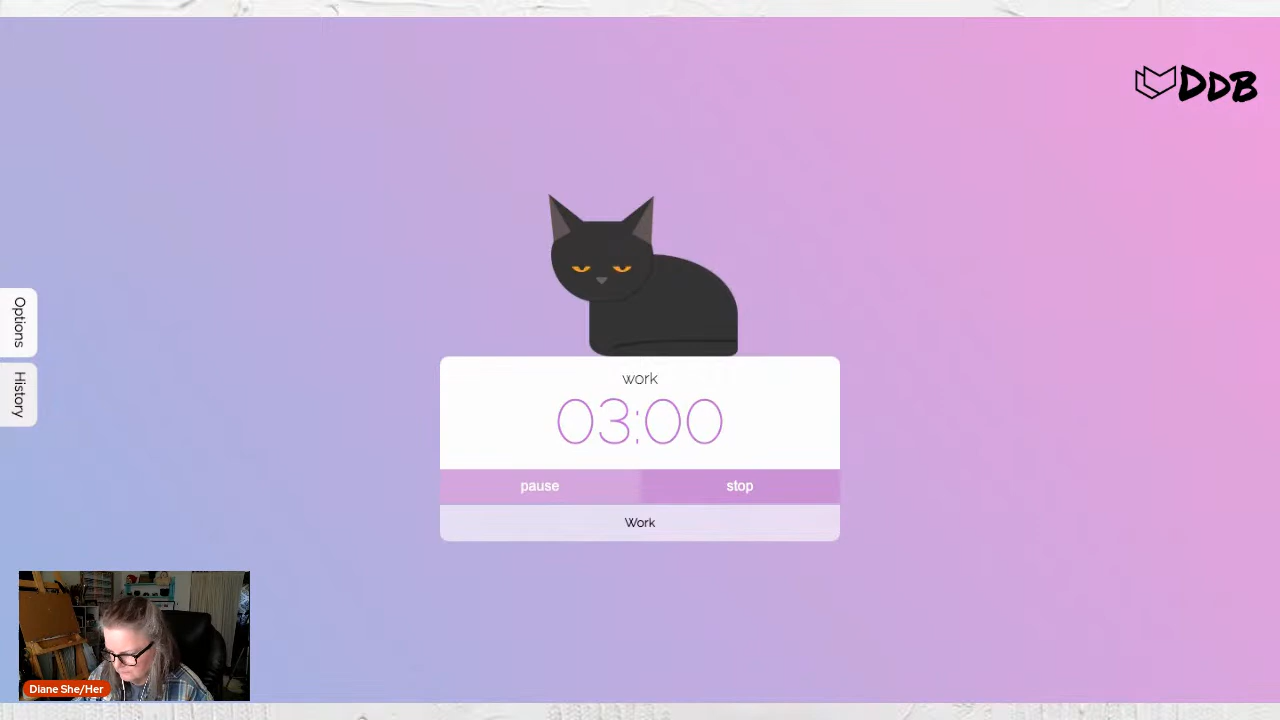 DDB
Options
History
work
03:00
pause
stop
Work
Diane She/Her